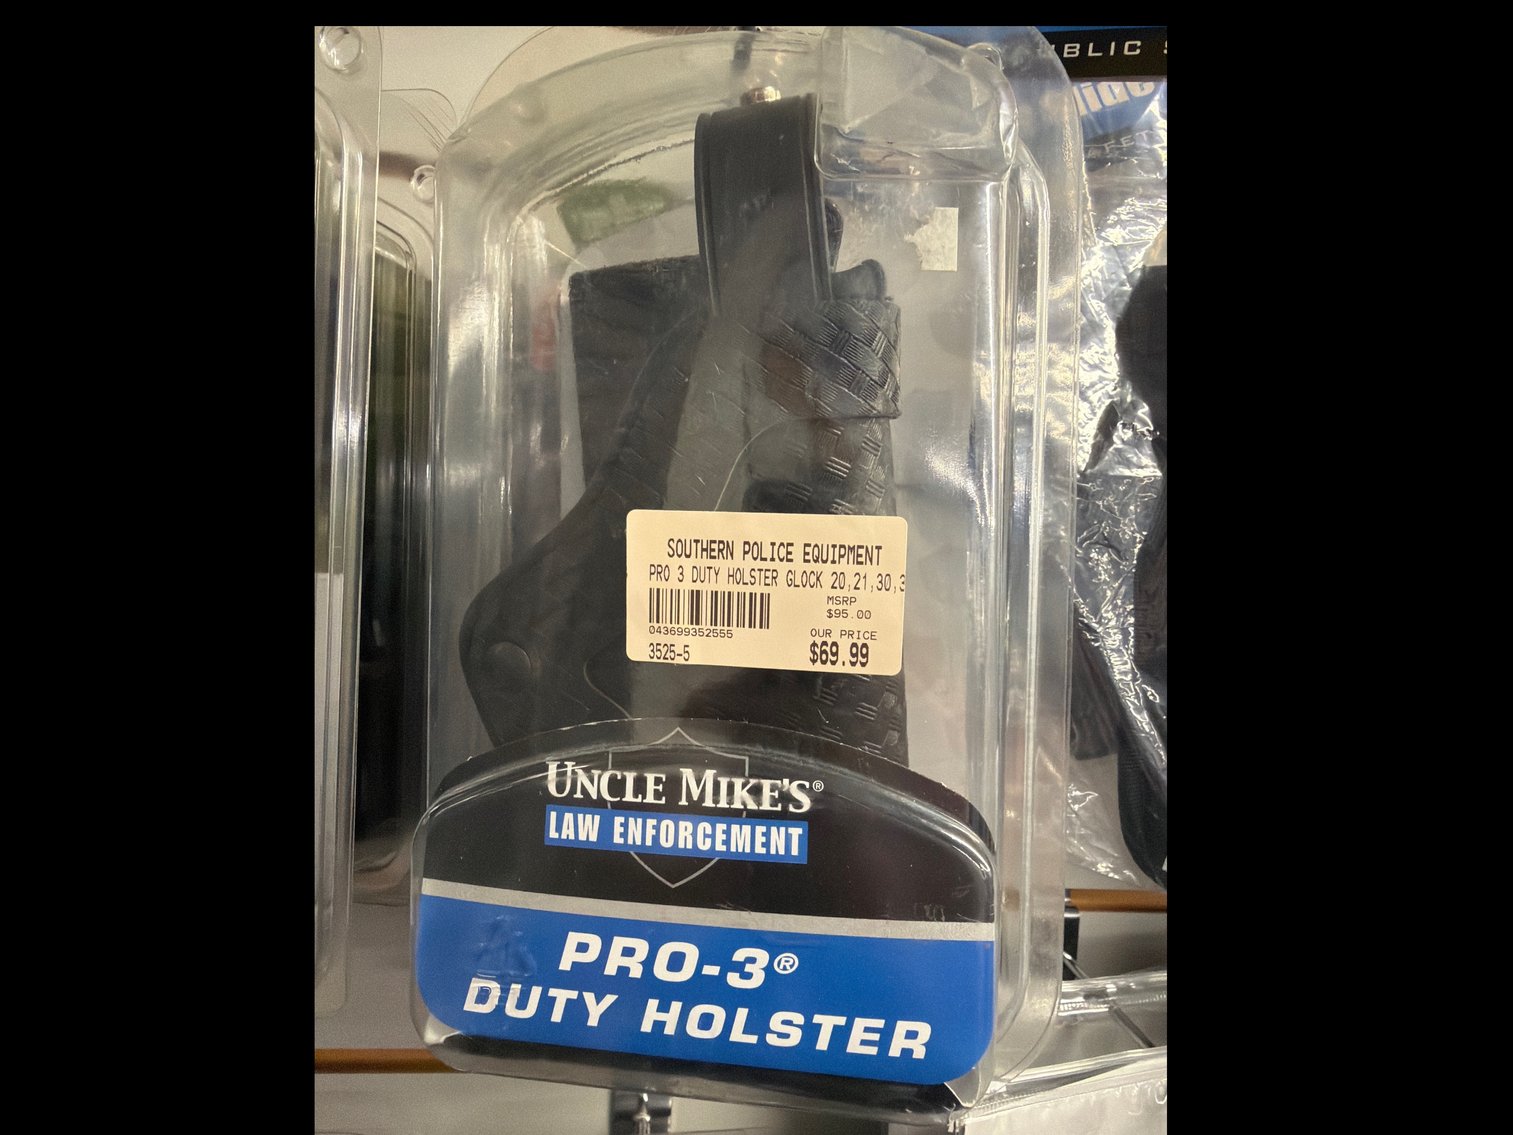 BLIC
SOUTHERN POLICE EQUIPMENT
PRO 3 DUTY HOLSTER GLOCK 20,21,30,3
MSRP
$95.00
043699352555
OUR PRICE
3525-5
$69.99
UNCLE MIKE'S®
LAW ENFORCEMENT
PRO-3®
DUTY HOLSTER